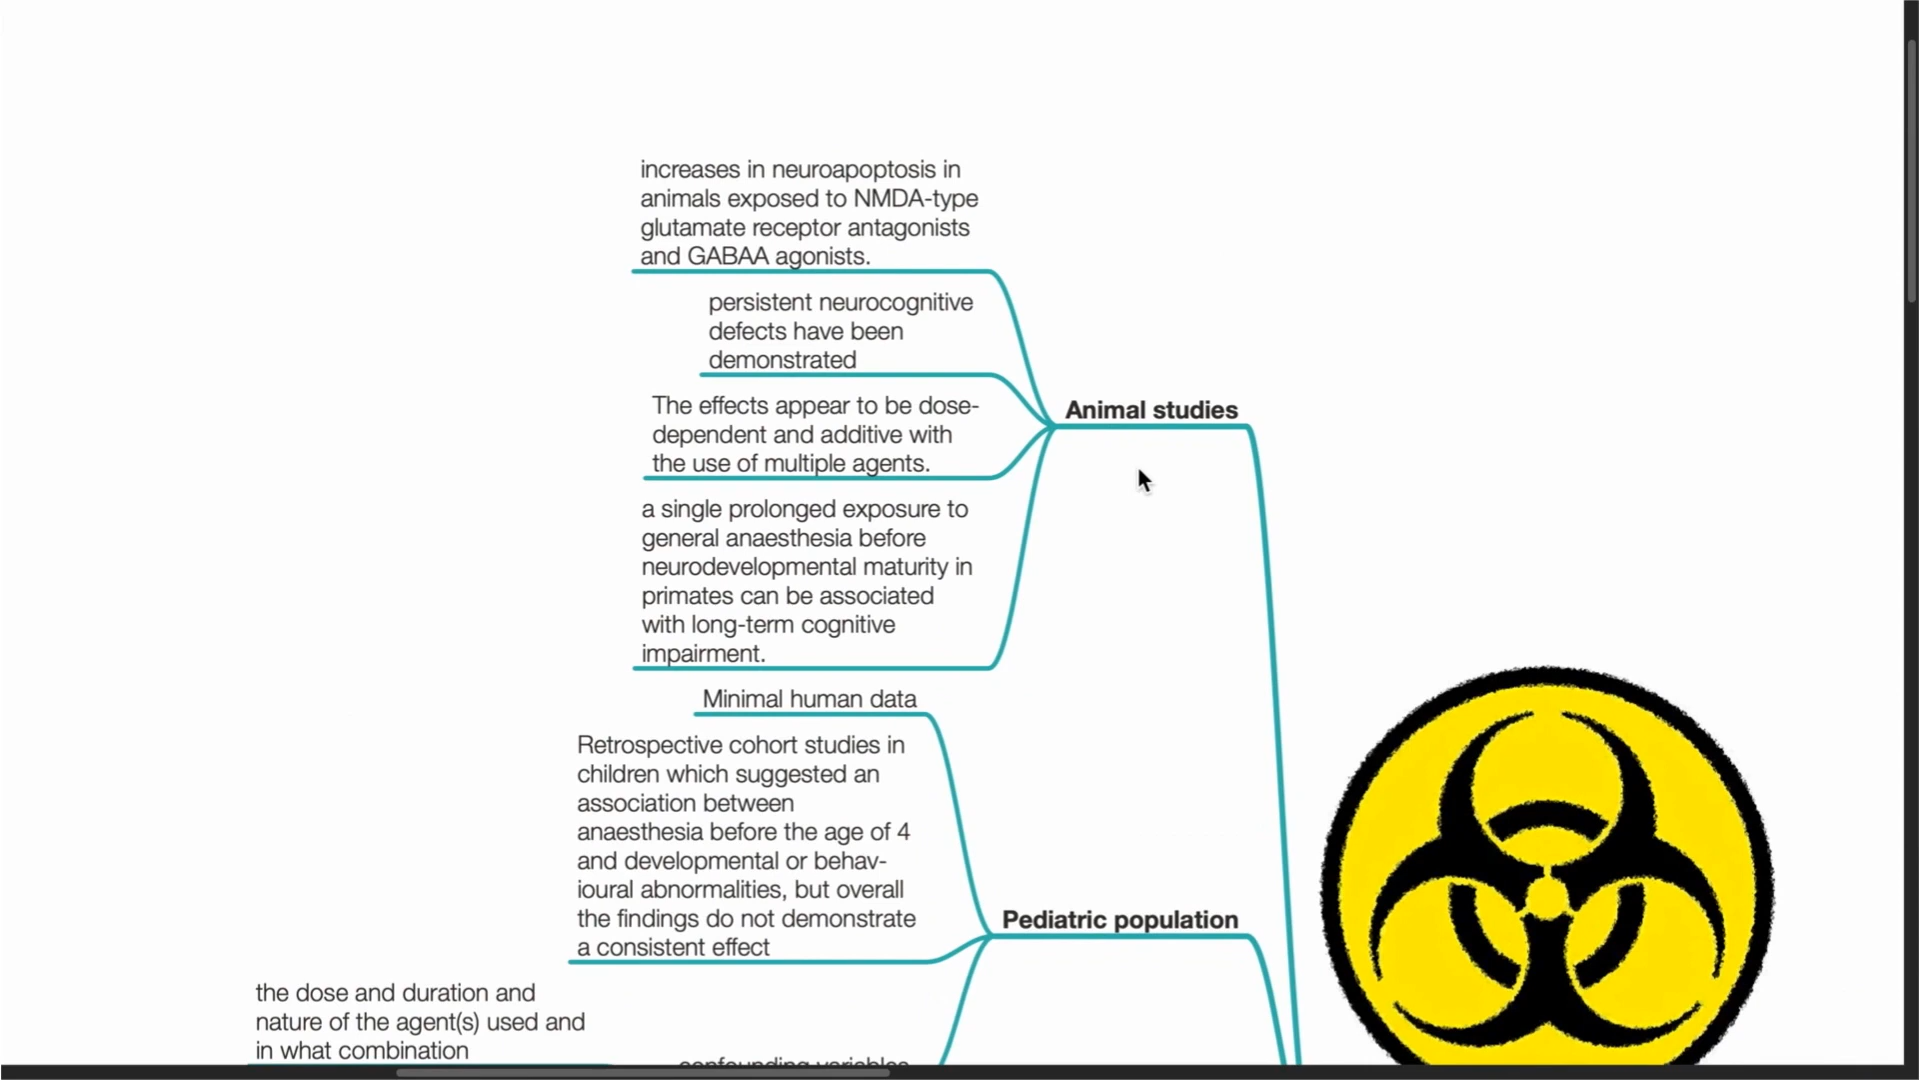 increases in neuroapoptosis in
animals exposed to NMDA-type
glutamate receptor antagonists
and GABAA agonists.
persistent neurocognitive
defects have been
demonstrated
The effects appear to be dose-
dependent and additive with
the use of multiple agents.
a single prolonged exposure to
general anaesthesia before
neurodevelopmental maturity in
primates can be associated
with long-term cognitive
impairment.
Animal studies
Minimal human data
Retrospective cohort studies in
children which suggested an
association between
anaesthesia before the age of 4
and developmental or behav-
ioural abnormalities, but overall
the findings do not demonstrate
a consistent effect
Pediatric population
the dose and duration and
nature of the agent(s) used and
in what combination
confounding variables